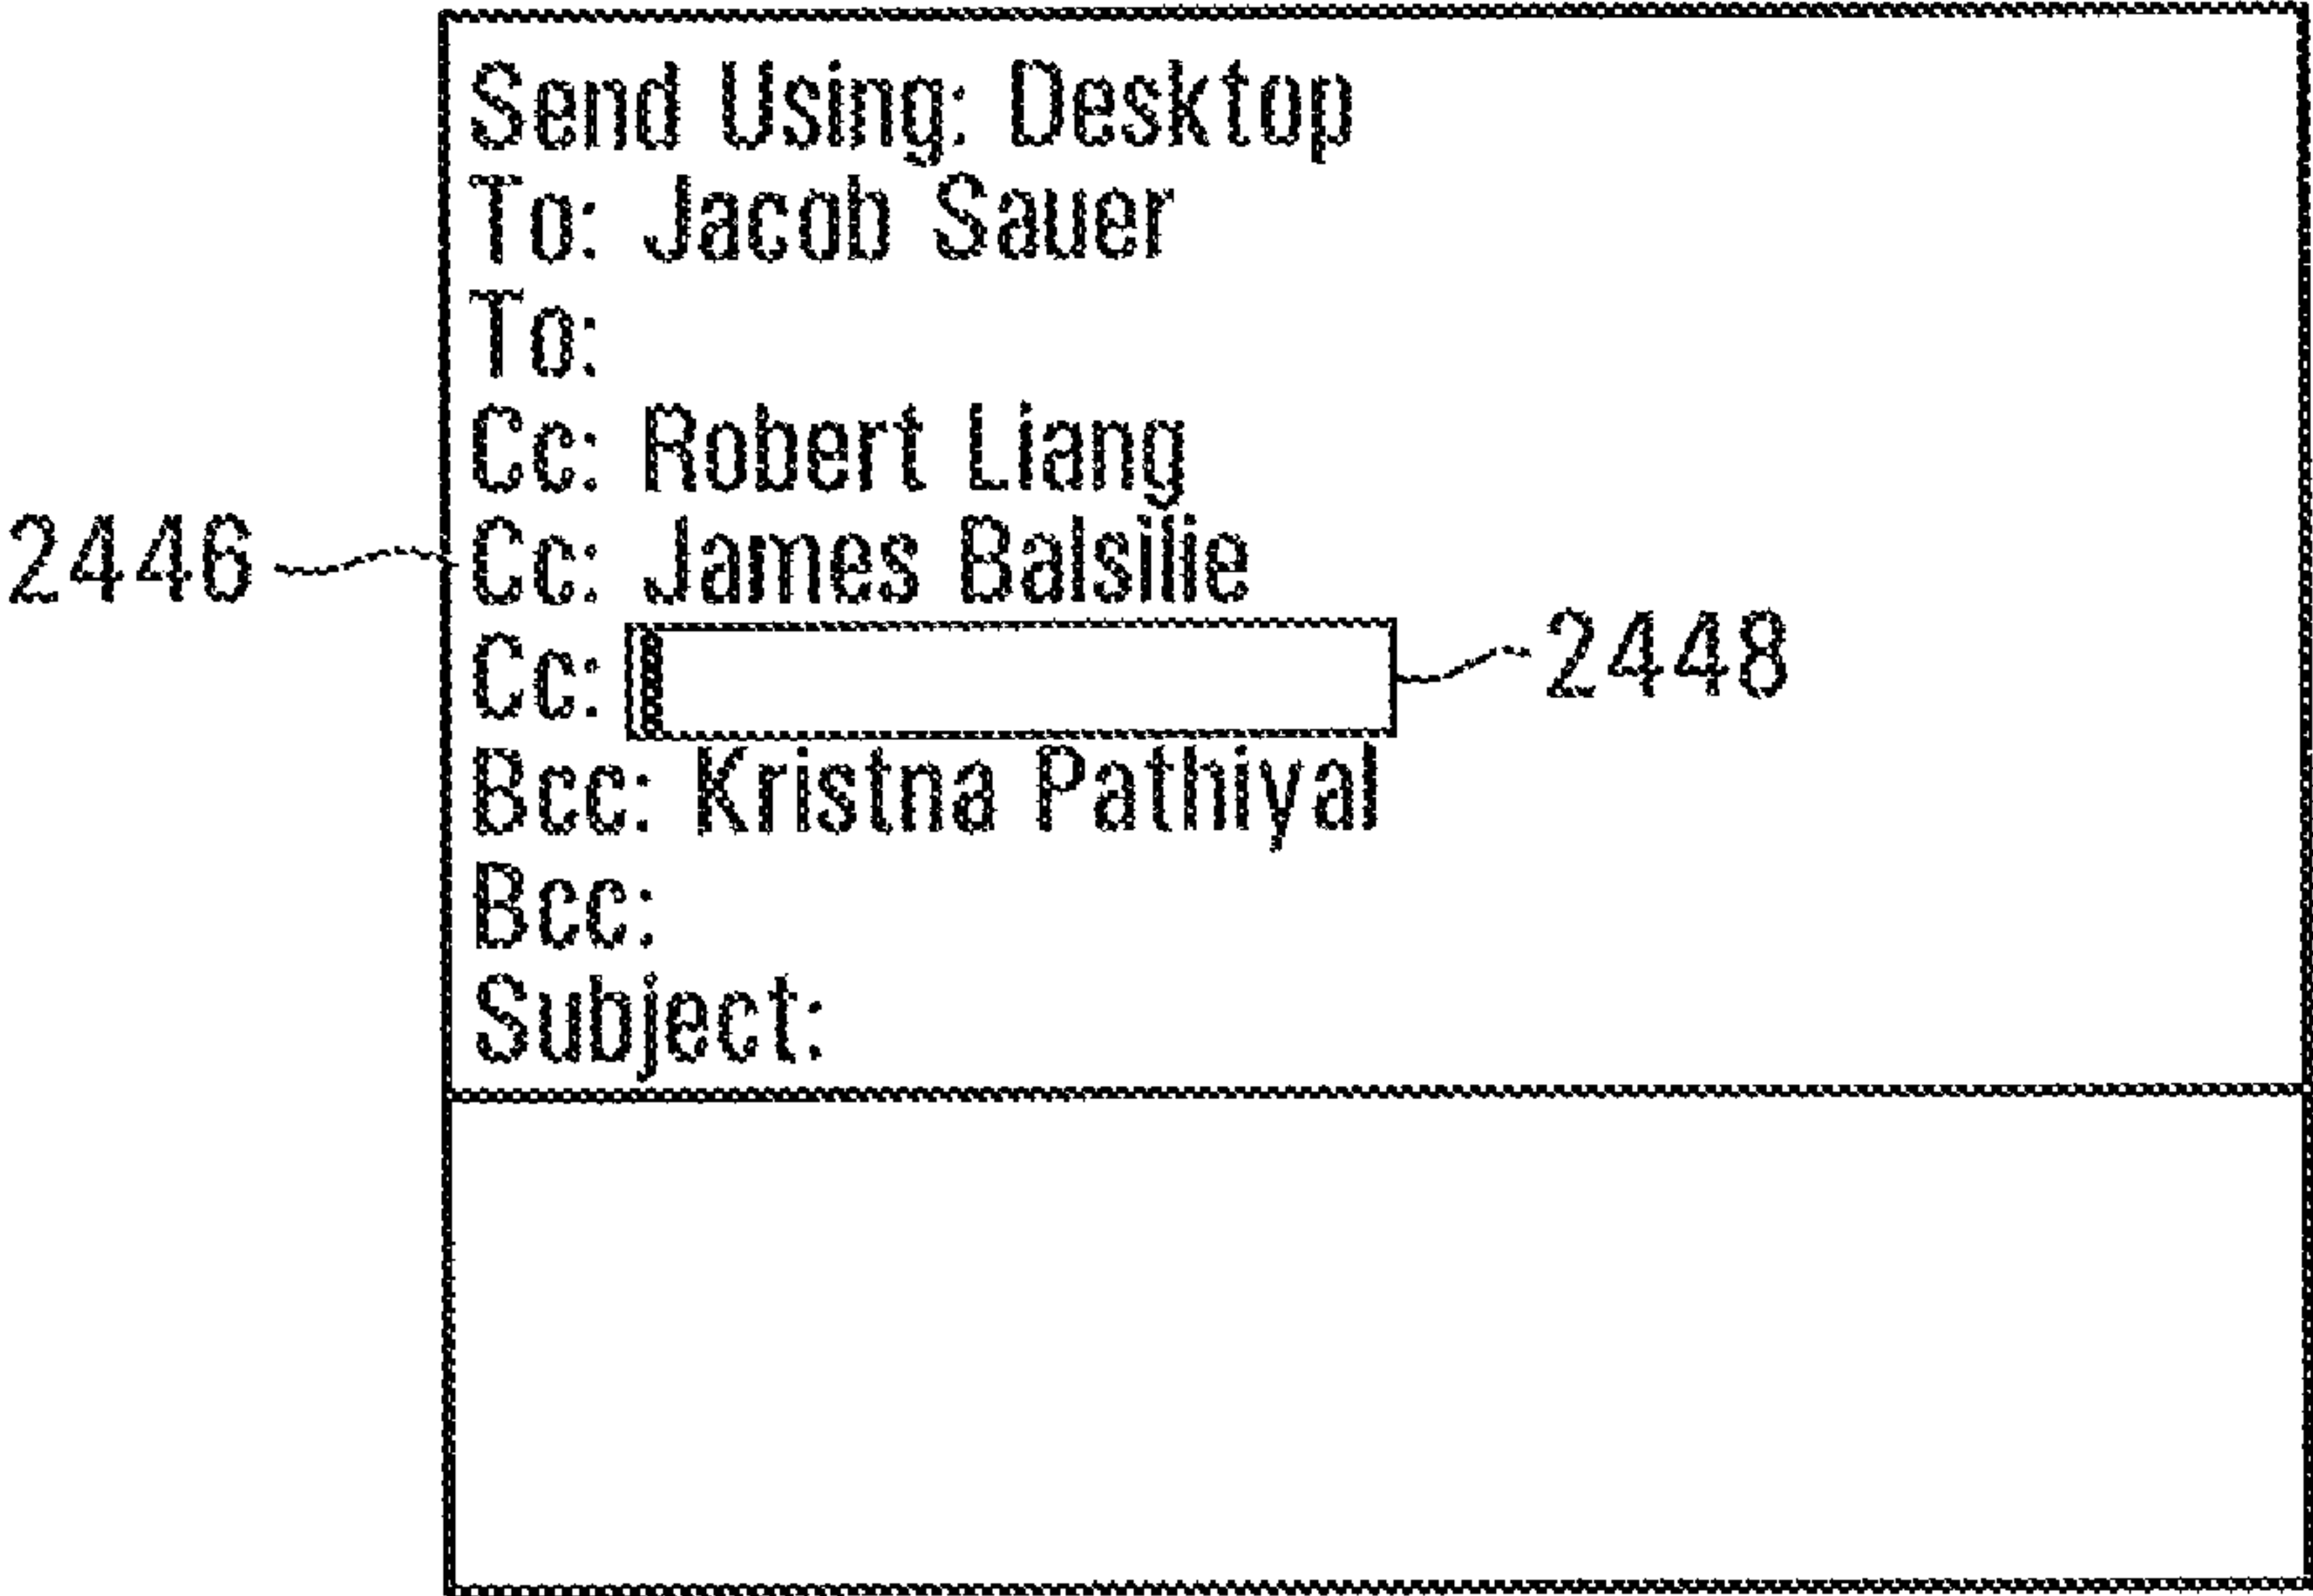 Send Using: Desktop
To: Jacob Sauer
To:
Cc: Robert Liang
2446 Cc: James Balsilie
Cc: 2448
Bcc: Kristna Pathiyal
Bcc:
Subject: